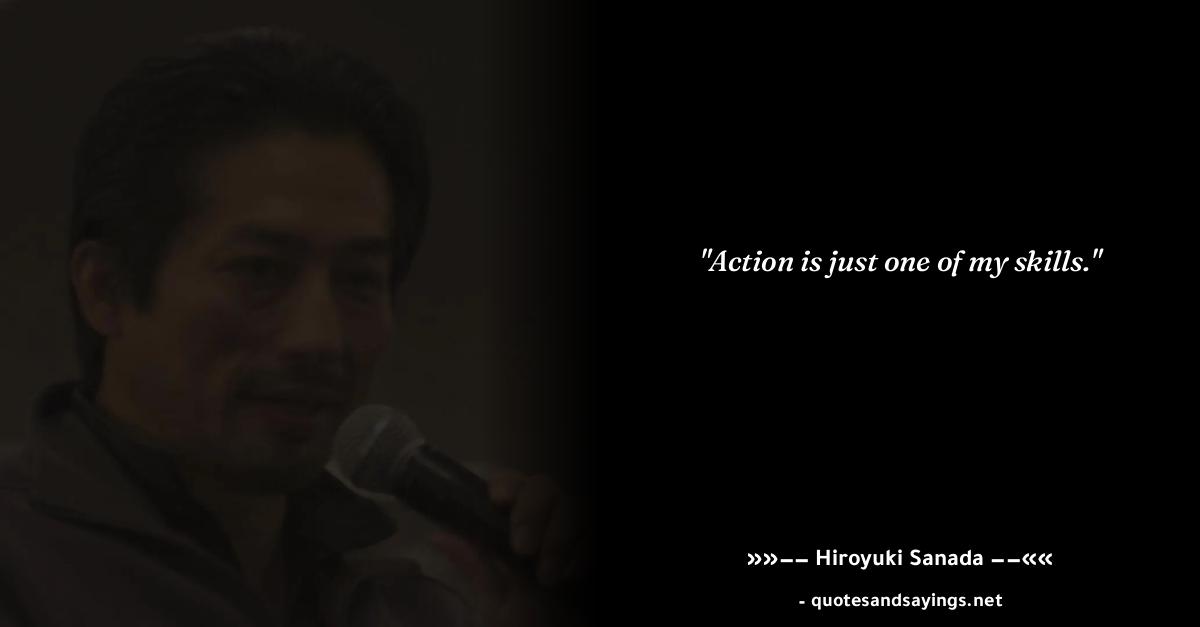 "Action is just one of my skills."
»»–– Hiroyuki Sanada ––««
- quotesandsayings.net